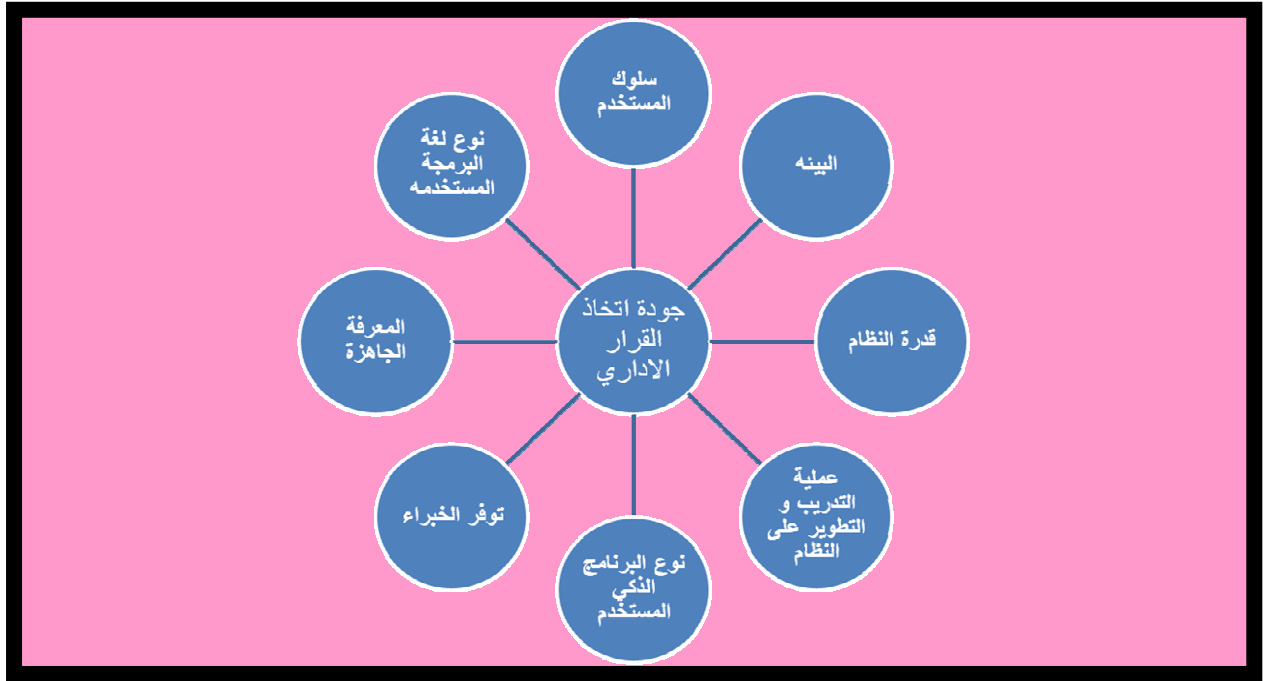 سلوك
المستخدم
البينه
قدرة النظام
عملية
التدريب و
التطوير على
النظام
نوع البرنامج
الذكي
المستخدم
توفر الخبراء
المعرفة
الجاهزة
نوع لغة
البرمجة
المستخدمه
جودة اتخاذ
القرار
الاداري